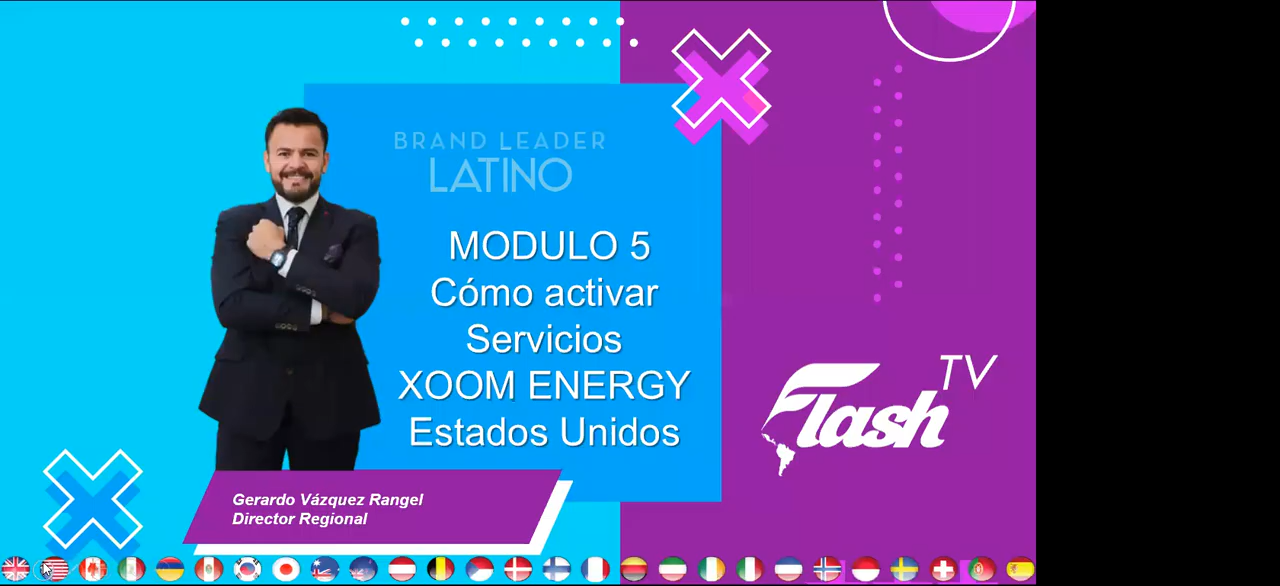 BRAND LEADER
LATINO
MODULO 5
Cómo activar
Servicios
XOOM ENERGY
Estados Unidos
Flash TV
Gerardo Vázquez Rangel
Director Regional